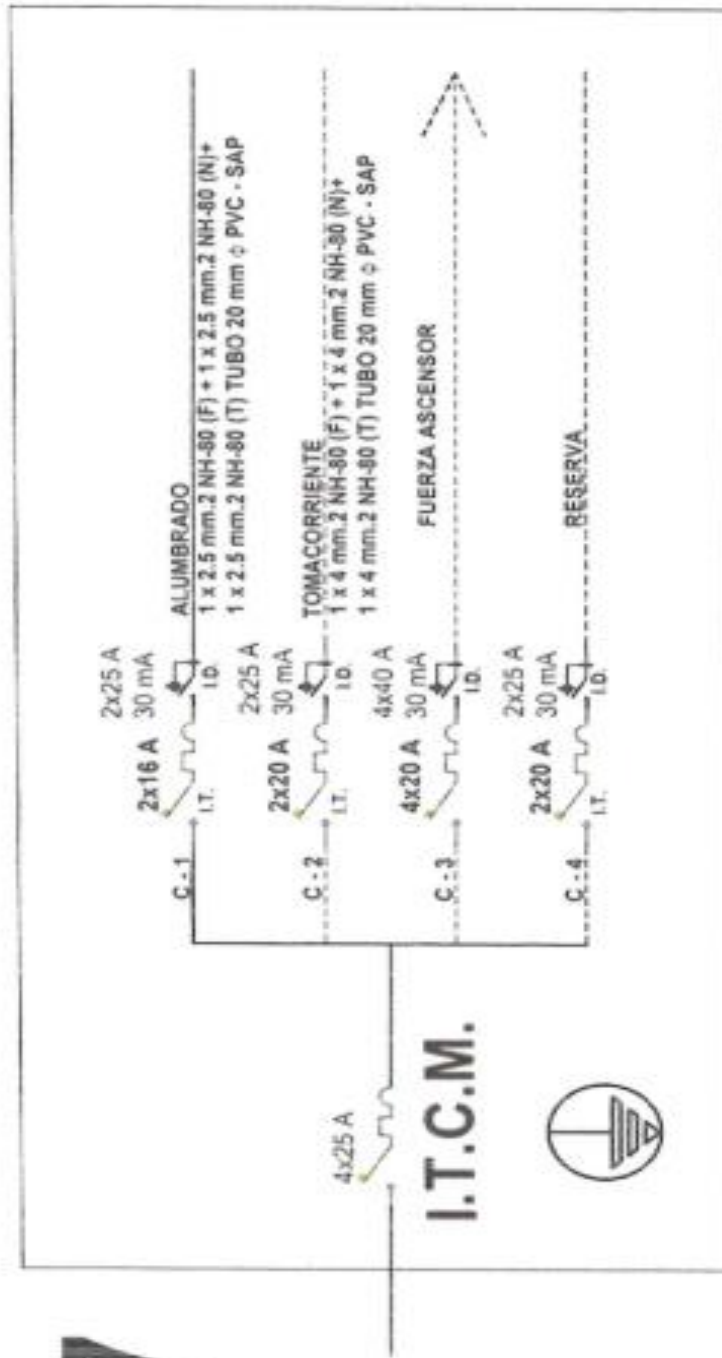 4x25 A
I.T.C.M.
C - 1
2x16 A
I.T.
2x25 A
30 mA
I.D.
ALUMBRADO
1 x 2.5 mm.2 NH-80 (F) + 1 x 2.5 mm.2 NH-80 (N)+
1 x 2.5 mm.2 NH-80 (T) TUBO 20 mm ϕ PVC - SAP
C - 2
2x20 A
I.T.
2x25 A
30 mA
I.D.
TOMACORRIENTE
1 x 4 mm.2 NH-80 (F) + 1 x 4 mm.2 NH-80 (N)+
1 x 4 mm.2 NH-80 (T) TUBO 20 mm ϕ PVC - SAP
C - 3
4x20 A
I.T.
4x40 A
30 mA
I.D.
FUERZA ASCENSOR
C - 4
2x20 A
I.T.
2x25 A
30 mA
I.D.
RESERVA